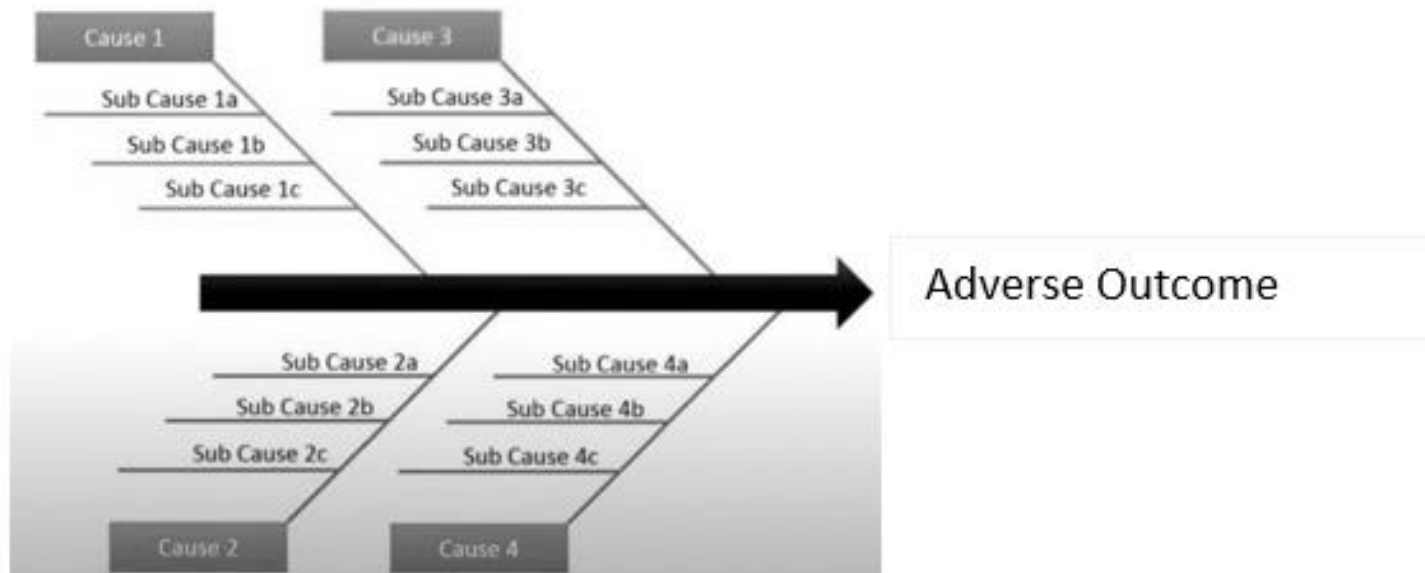 Cause 1
Cause 3
Sub Cause 1a
Sub Cause 3a
Sub Cause 1b
Sub Cause 3b
Sub Cause 1c
Sub Cause 3c
Adverse Outcome
Sub Cause 2a
Sub Cause 4a
Sub Cause 2b
Sub Cause 4b
Sub Cause 2c
Sub Cause 4c
Cause 2
Cause 4